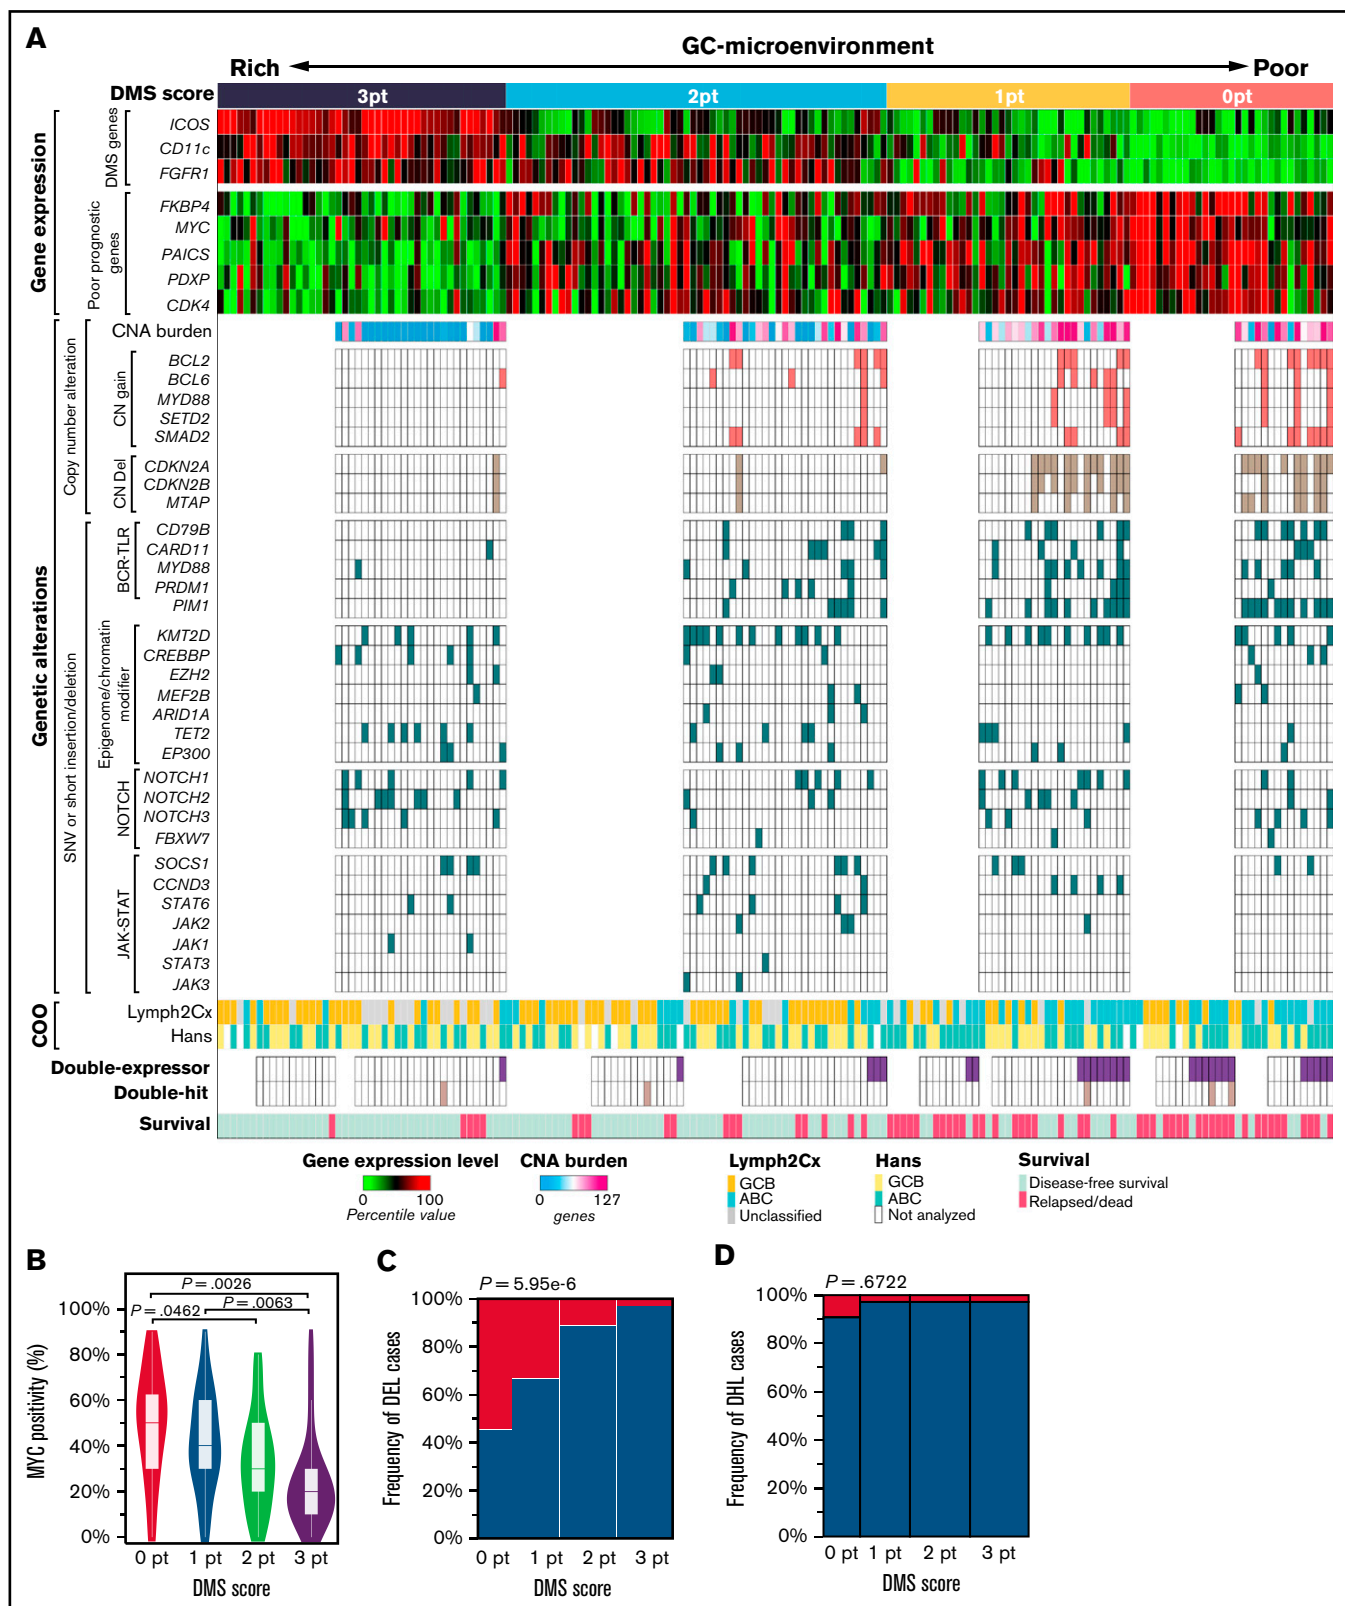 A
GC-microenvironment
Rich
Poor
DMS score
3pt
2pt
1pt
0pt
Gene expression
DMS genes
ICOS
CD11c
FGFR1
Poor prognostic
genes
FKBP4
MYC
PAICS
PDXP
CDK4
Genetic alterations
Copy number alteration
CNA burden
CN gain
BCL2
BCL6
MYD88
SETD2
SMAD2
CN Del
CDKN2A
CDKN2B
MTAP
SNV or short insertion/deletion
BCR-TLR
CD79B
CARD11
MYD88
PRDM1
PIM1
Epigenome/chromatin
modifier
KMT2D
CREBBP
EZH2
MEF2B
ARID1A
TET2
EP300
NOTCH
NOTCH1
NOTCH2
NOTCH3
FBXW7
JAK-STAT
SOCS1
CCND3
STAT6
JAK2
JAK1
STAT3
JAK3
COO
Lymph2Cx
Hans
Double-expressor
Double-hit
Survival
Gene expression level
0
100
Percentile value
CNA burden
0
127
genes
Lymph2Cx
GCB
ABC
Unclassified
Hans
GCB
ABC
Not analyzed
Survival
Disease-free survival
Relapsed/dead
B
P = .0026
P = .0462
P = .0063
MYC positivity (%)
100%
80%
60%
40%
20%
0%
0 pt
1 pt
2 pt
3 pt
DMS score
C
P = 5.95e-6
Frequency of DEL cases
100%
80%
60%
40%
20%
0%
0 pt
1 pt
2 pt
3 pt
DMS score
D
P = .6722
Frequency of DHL cases
100%
80%
60%
40%
20%
0%
0 pt
1 pt
2 pt
3 pt
DMS score